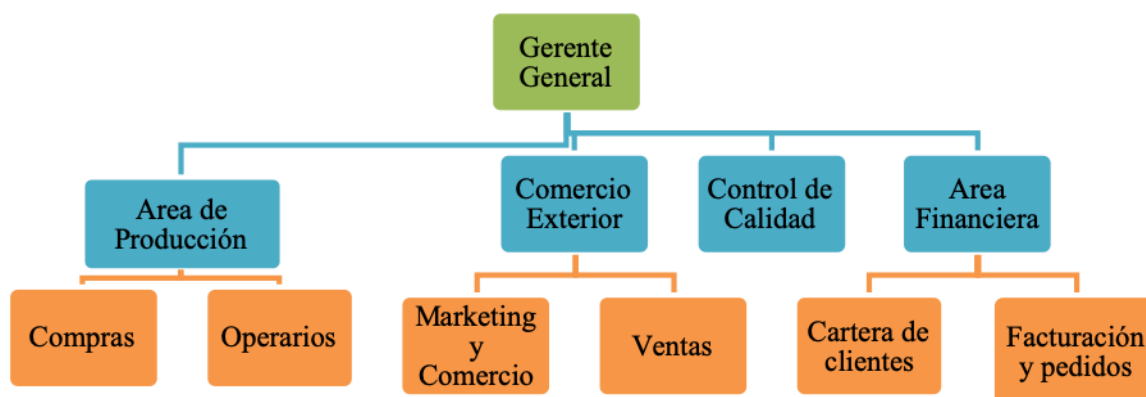 Gerente
General
Area de
Producción
Comercio
Exterior
Control de
Calidad
Area
Financiera
Compras
Operarios
Marketing
y
Comercio
Ventas
Cartera de
clientes
Facturación
y pedidos